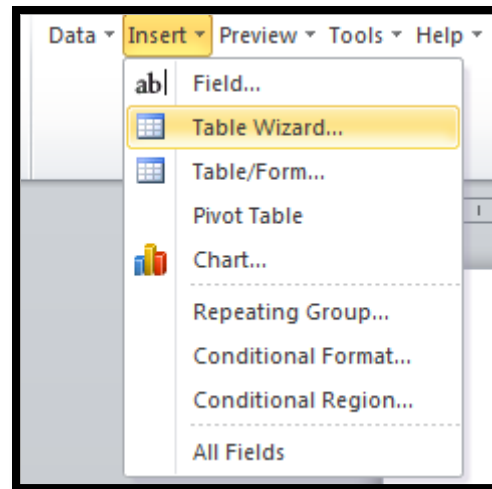 Data Insert Preview Tools Help
ab Field...
Table Wizard...
Table/Form...
Pivot Table
Chart...
Repeating Group...
Conditional Format...
Conditional Region...
All Fields